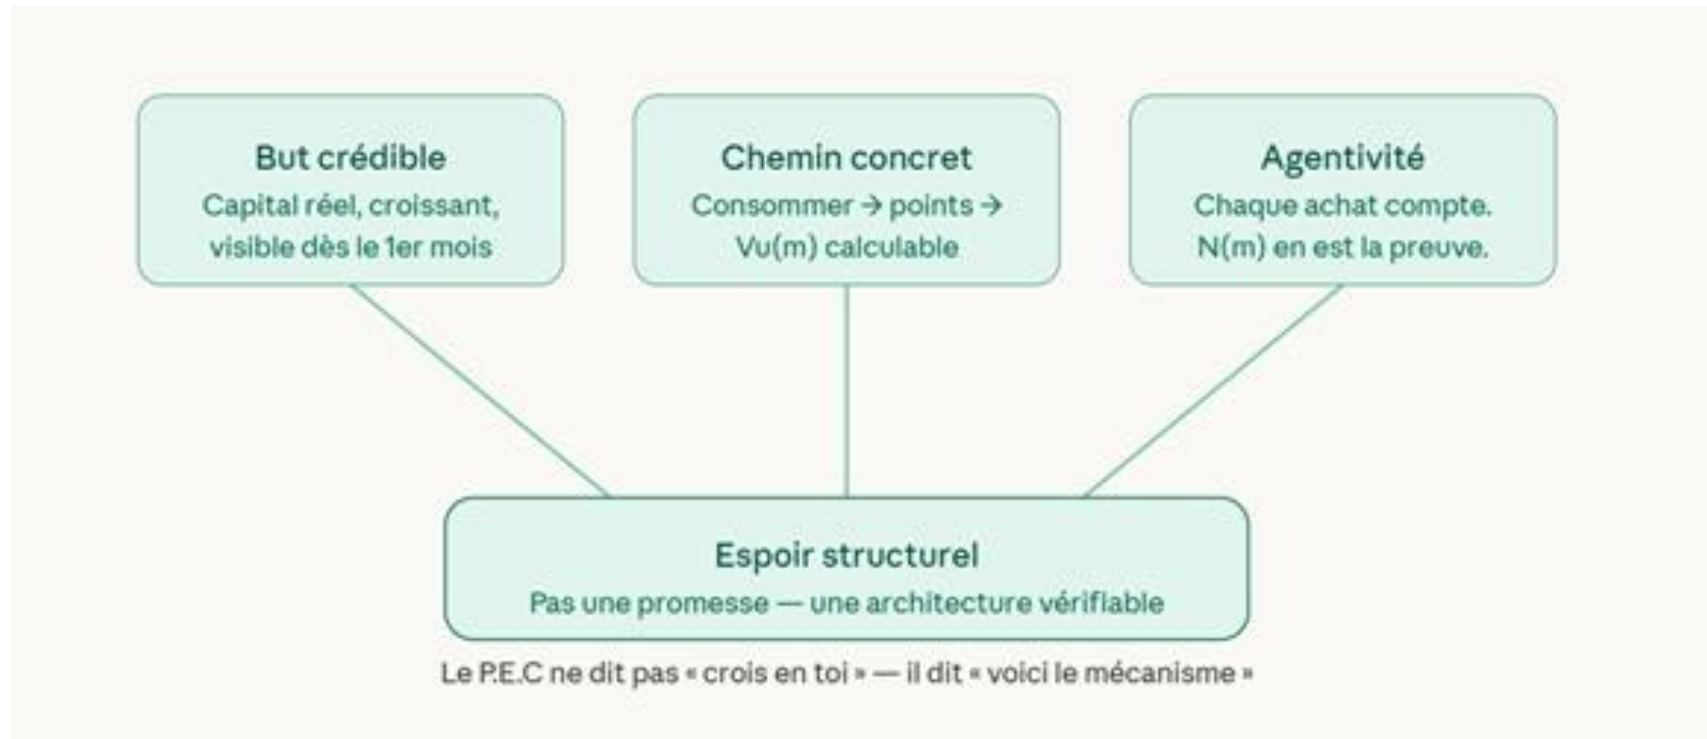 But crédible
Capital réel, croissant,
visible dès le 1er mois
Chemin concret
Consommer → points →
Vu(m) calculable
Agentivité
Chaque achat compte.
N(m) en est la preuve.
Espoir structurel
Pas une promesse — une architecture vérifiable
Le P.E.C ne dit pas « crois en toi » — il dit « voici le mécanisme »